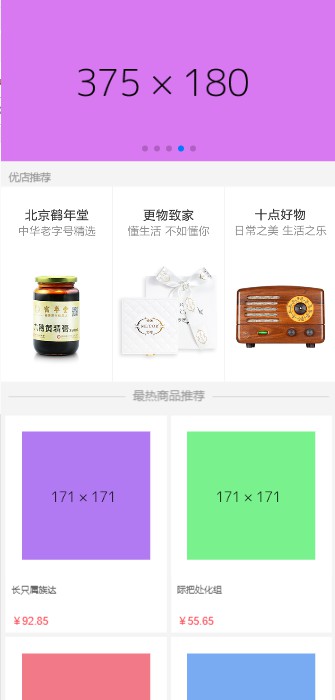 375 × 180
优店推荐
北京鹤年堂
中华老字号精选
更物致家
懂生活 不如懂你
十点好物
日常之美 生活之乐
最热商品推荐
171 × 171
171 × 171
长只属族达
际把处化组
￥92.85
￥55.65